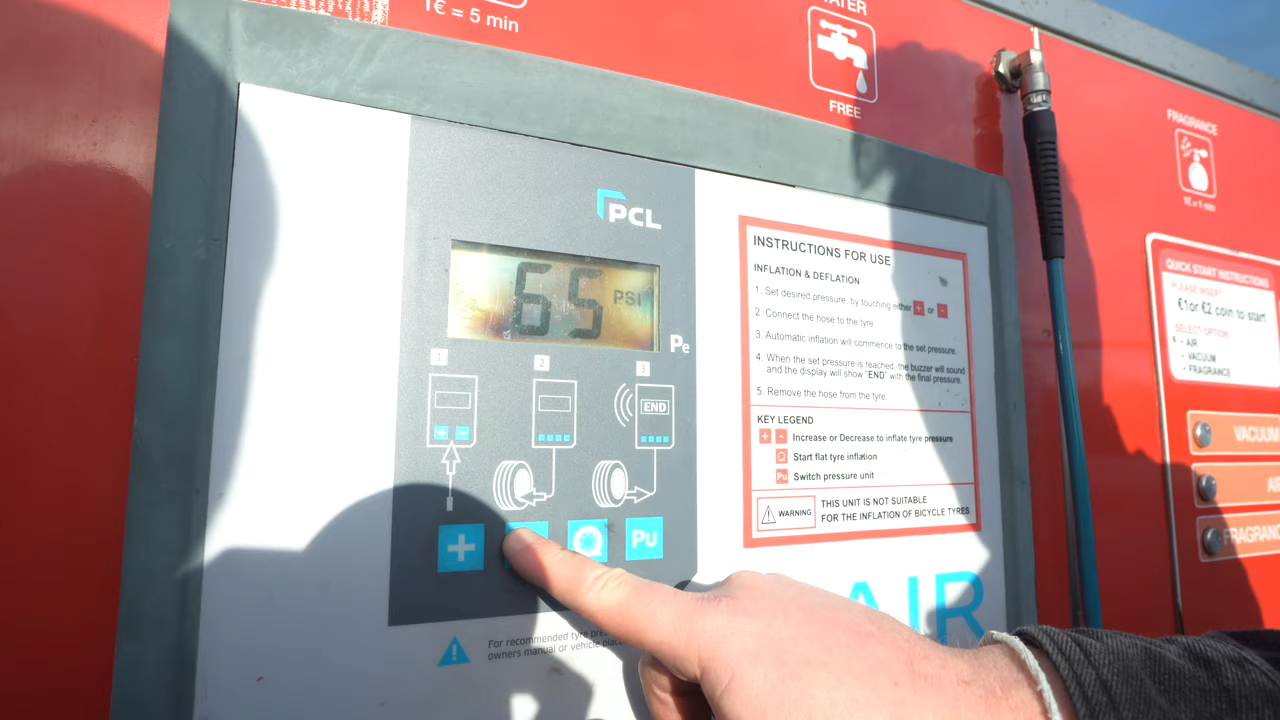 1€ = 5 min
WATER
FREE
FRAGRANCE
1€ = 1 min
PCL
65 PSI
Pe
1
2
3
END
+
Pu
INSTRUCTIONS FOR USE
INFLATION & DEFLATION
1. Set desired pressure, by touching either + or -
2. Connect the hose to the tyre.
3. Automatic inflation will commence to the set pressure.
4. When the set pressure is reached, the buzzer will sound
and the display will show "END" with the final pressure.
5. Remove the hose from the tyre.
KEY LEGEND
+ - Increase or Decrease to inflate tyre pressure
Start flat tyre inflation
Pu Switch pressure unit
WARNING
THIS UNIT IS NOT SUITABLE
FOR THE INFLATION OF BICYCLE TYRES
AIR
For recommended tyre
owners manual or vehicle
QUICK START INSTRUCTIONS
PLEASE INSERT
€1 or €2 coin to start
SELECT OPTION:
• AIR
• VACUUM
• FRAGRANCE
VACUUM
AI
FRAGRANC